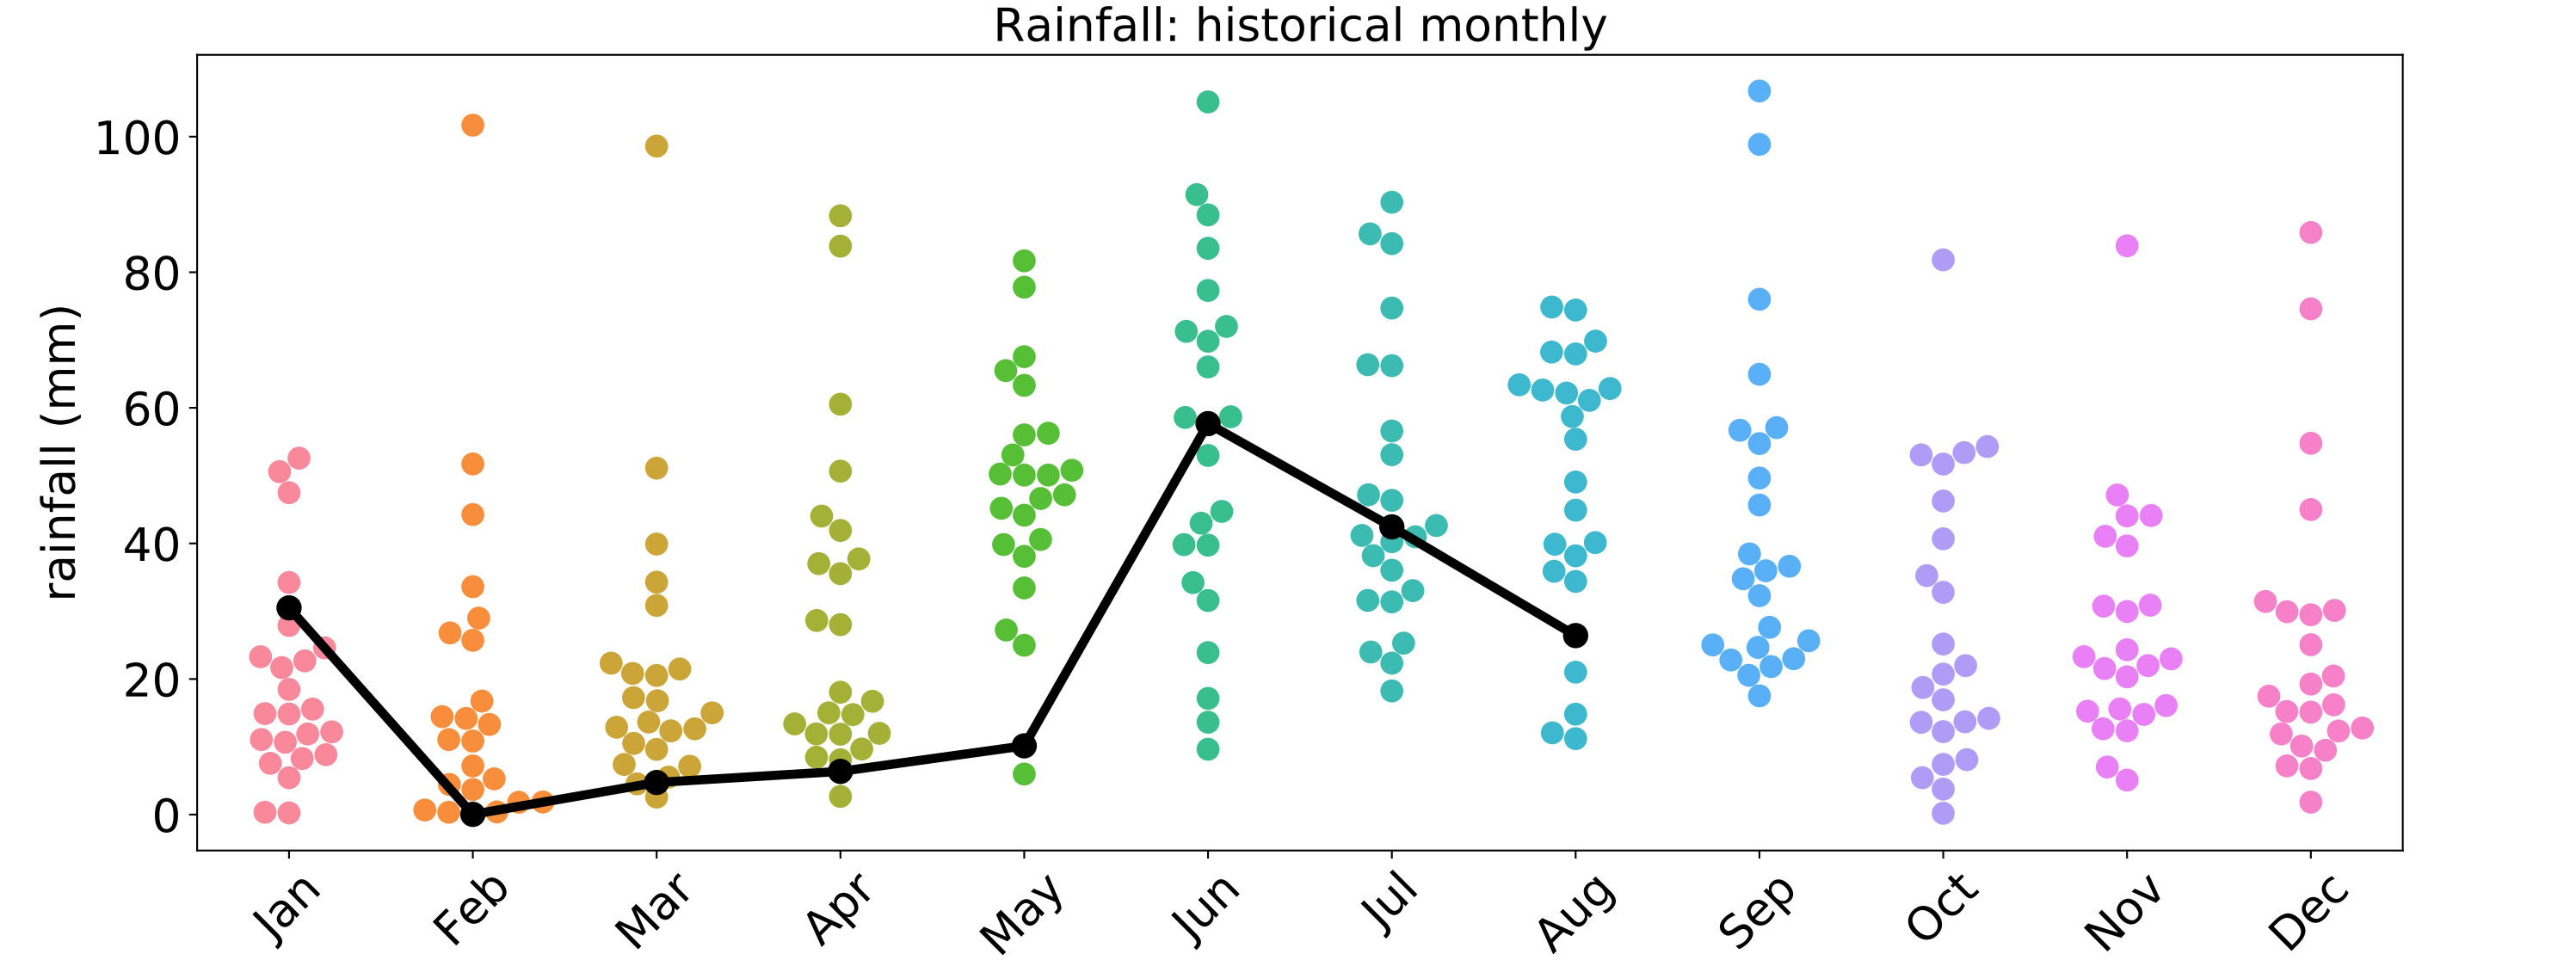 Rainfall: historical monthly
rainfall (mm)
100
80
60
40
20
0
Jan
Feb
Mar
Apr
May
Jun
Jul
Aug
Sep
Oct
Nov
Dec